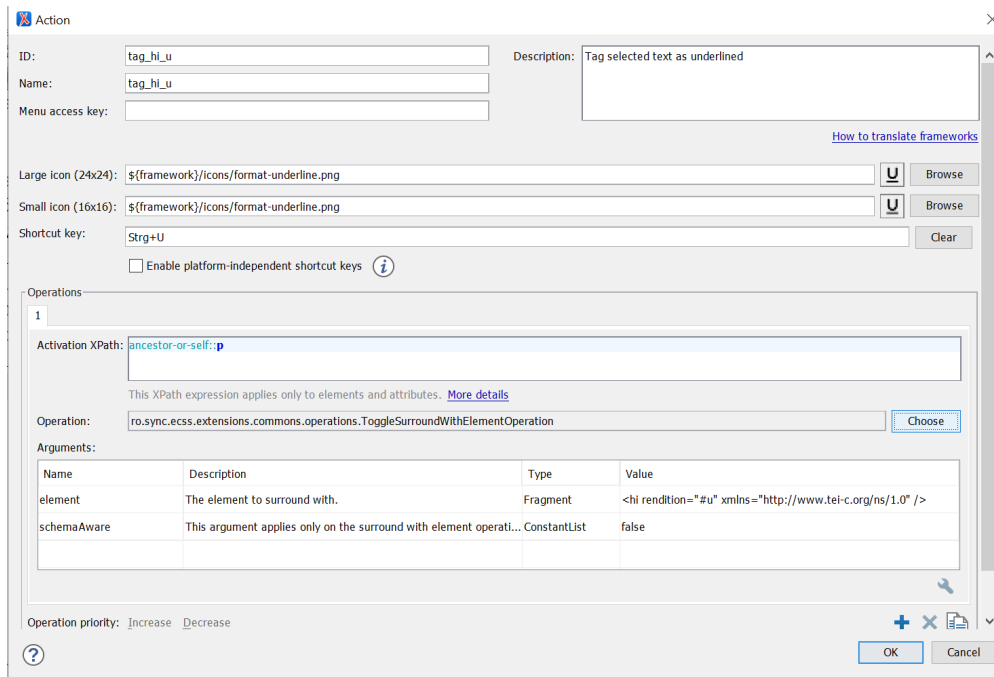 Action
ID: tag_hi_u Description: Tag selected text as underlined
Name: tag_hi_u
Menu access key:
How to translate frameworks
Large icon (24x24): ${framework}/icons/format-underline.png U Browse
Small icon (16x16): ${framework}/icons/format-underline.png U Browse
Shortcut key: Strg+U Clear
Enable platform-independent shortcut keys i
Operations
1
Activation XPath: ancestor-or-self::p
This XPath expression applies only to elements and attributes. More details
Operation: ro.sync.ecss.extensions.commons.operations.ToggleSurroundWithElementOperation Choose
Arguments:
Name Description Type Value
element The element to surround with. Fragment <hi rendition="#u" xmlns="http://www.tei-c.org/ns/1.0" />
schemaAware This argument applies only on the surround with element operati... ConstantList false
Operation priority: Increase Decrease
? OK Cancel